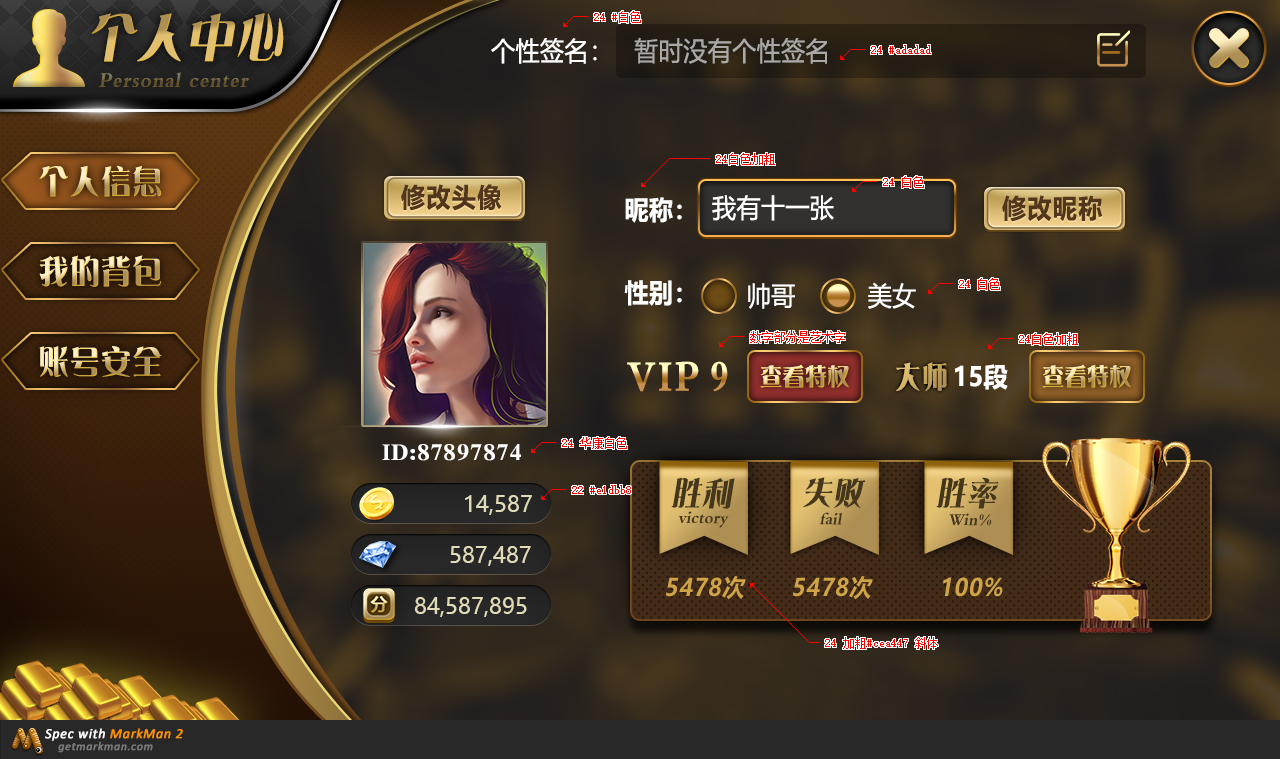 个人中心
Personal center
24 #白色
个性签名：
暂时没有个性签名
24 #adadad
个人信息
我的背包
账号安全
修改头像
24白色加粗
昵称：
24 白色
我有十一张
修改昵称
性别：
帅哥
美女
24 白色
数字部分是艺术字
24白色加粗
VIP 9
查看特权
大师 15段
查看特权
ID:87897874
24 华康白色
14,587
587,487
分
84,587,895
胜利
victory
失败
fail
胜率
Win%
5478次
5478次
100%
24 加粗#cea447 斜体
Spec with MarkMan 2
getmarkman.com